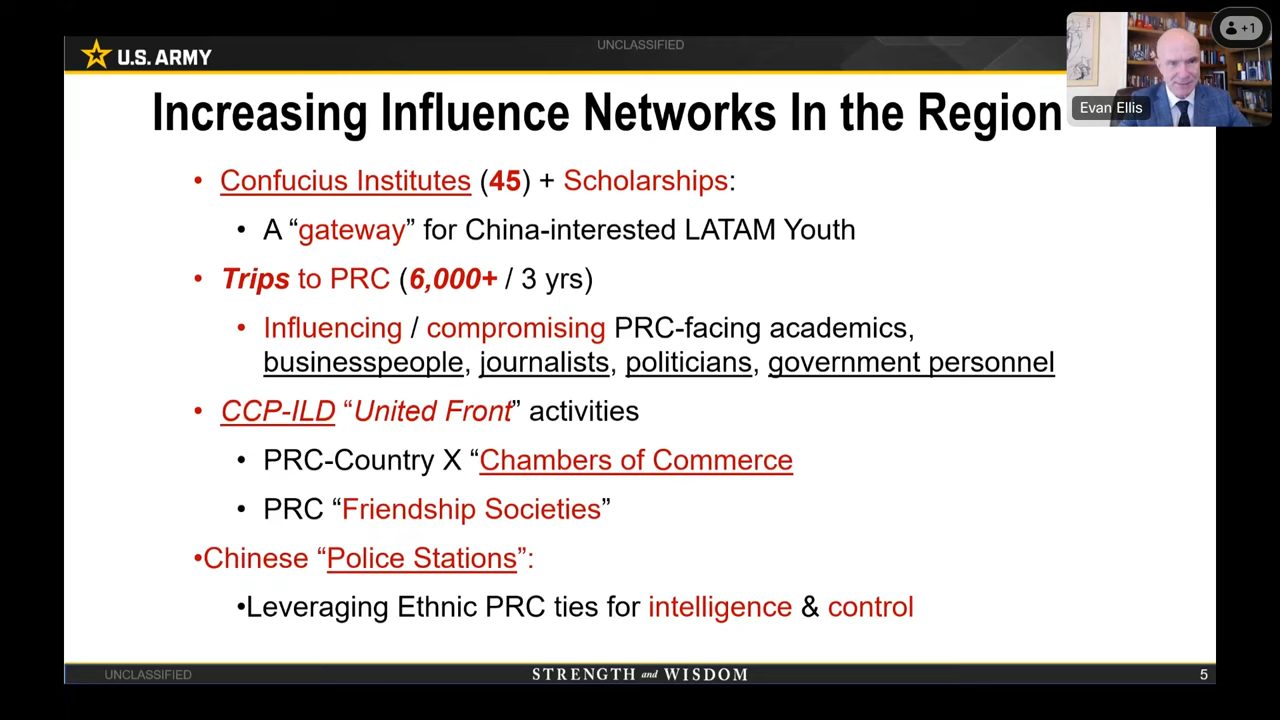 UNCLASSIFIED
U.S. ARMY
+1
Evan Ellis
Increasing Influence Networks In the Region
• Confucius Institutes (45) + Scholarships:
• A “gateway” for China-interested LATAM Youth
• Trips to PRC (6,000+ / 3 yrs)
• Influencing / compromising PRC-facing academics,
businesspeople, journalists, politicians, government personnel
• CCP-ILD “United Front” activities
• PRC-Country X “Chambers of Commerce
• PRC “Friendship Societies”
•Chinese “Police Stations”:
•Leveraging Ethnic PRC ties for intelligence & control
UNCLASSIFIED
STRENGTH and WISDOM
5